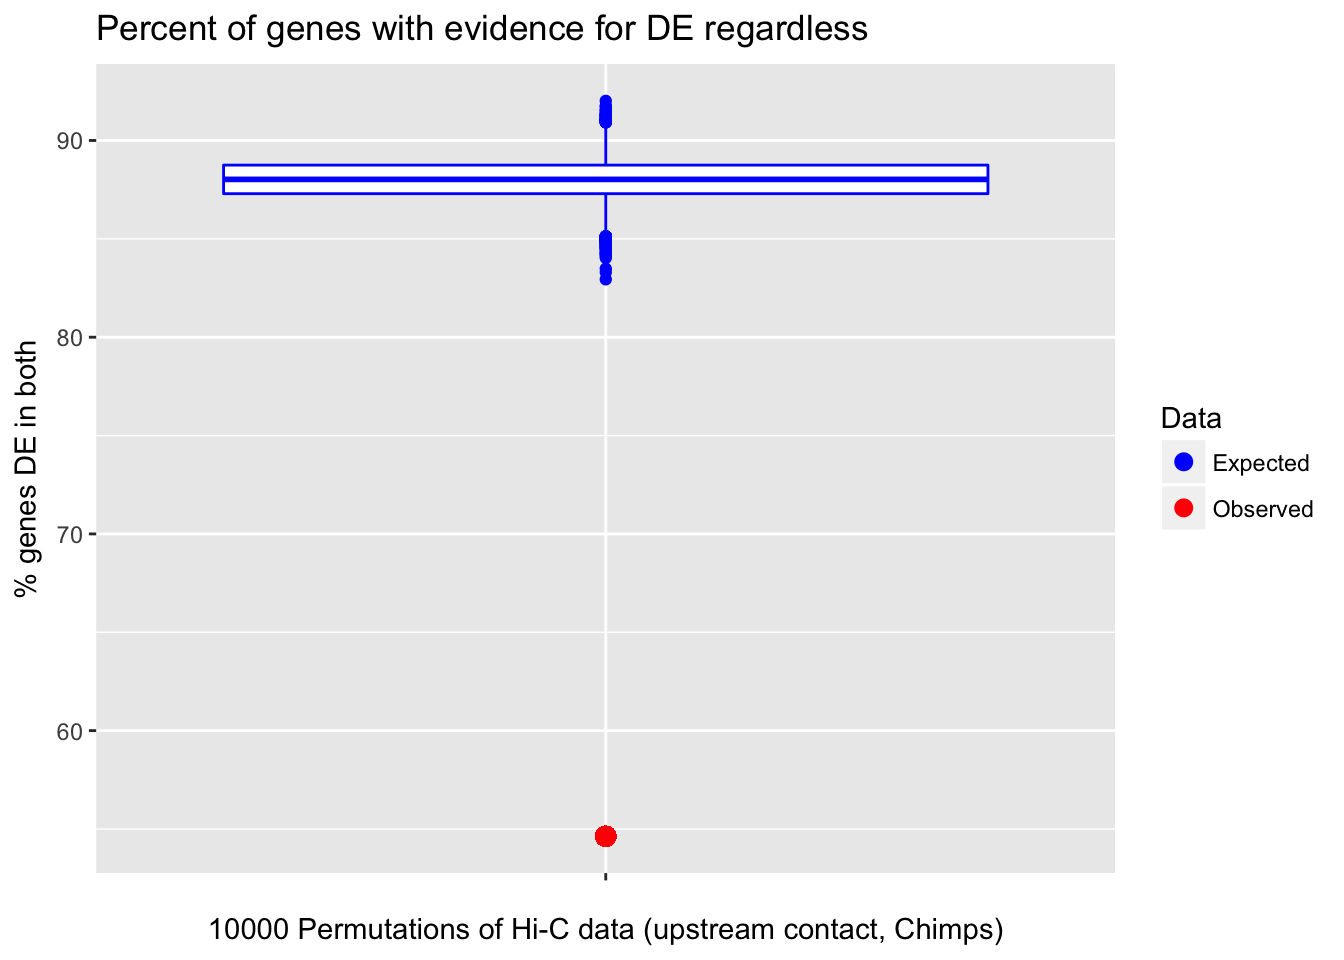 Percent of genes with evidence for DE regardless
90
80
70
60
% genes DE in both
10000 Permutations of Hi-C data (upstream contact, Chimps)
Data
Expected
Observed